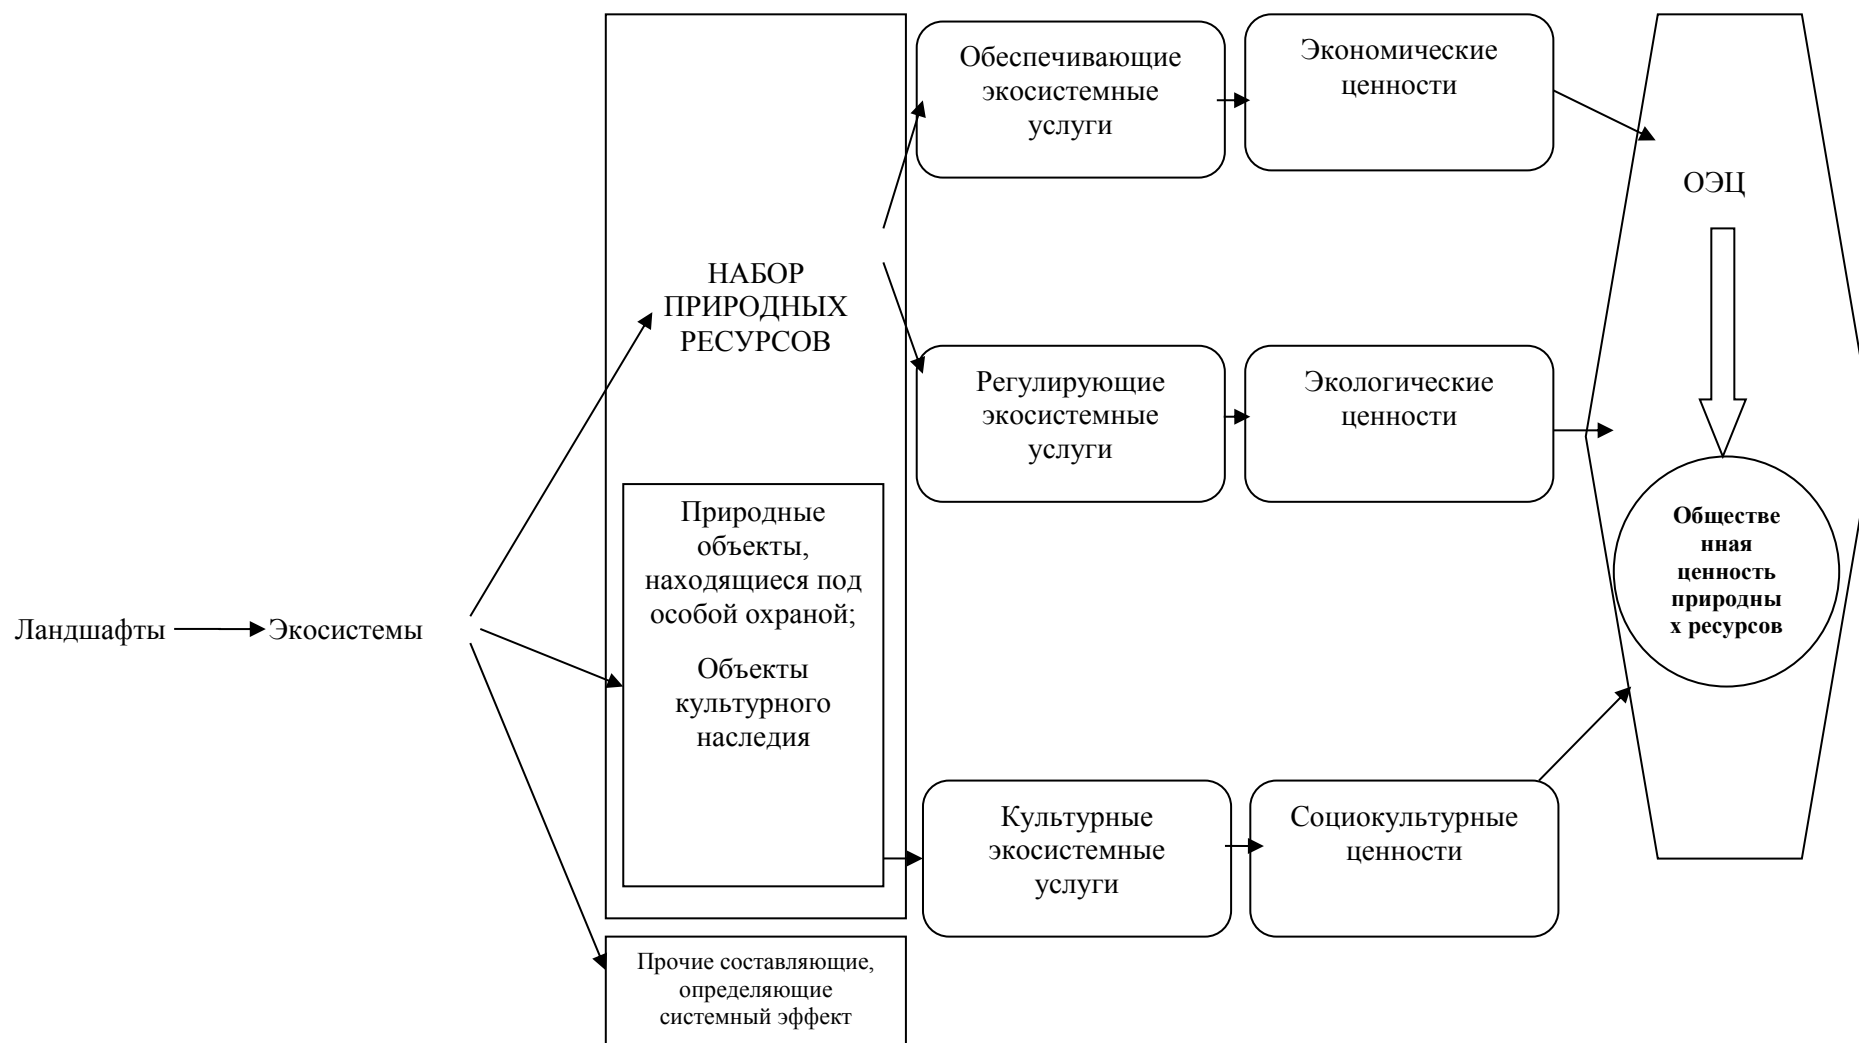 Ландшафты
Экосистемы
НАБОР
ПРИРОДНЫХ
РЕСУРСОВ
Природные
объекты,
находящиеся под
особой охраной;
Объекты
культурного
наследия
Прочие составляющие,
определяющие
системный эффект
Обеспечивающие
экосистемные
услуги
Экономические
ценности
Регулирующие
экосистемные
услуги
Экологические
ценности
Культурные
экосистемные
услуги
Социокультурные
ценности
ОЭЦ
Обществе
нная
ценность
природны
х ресурсов